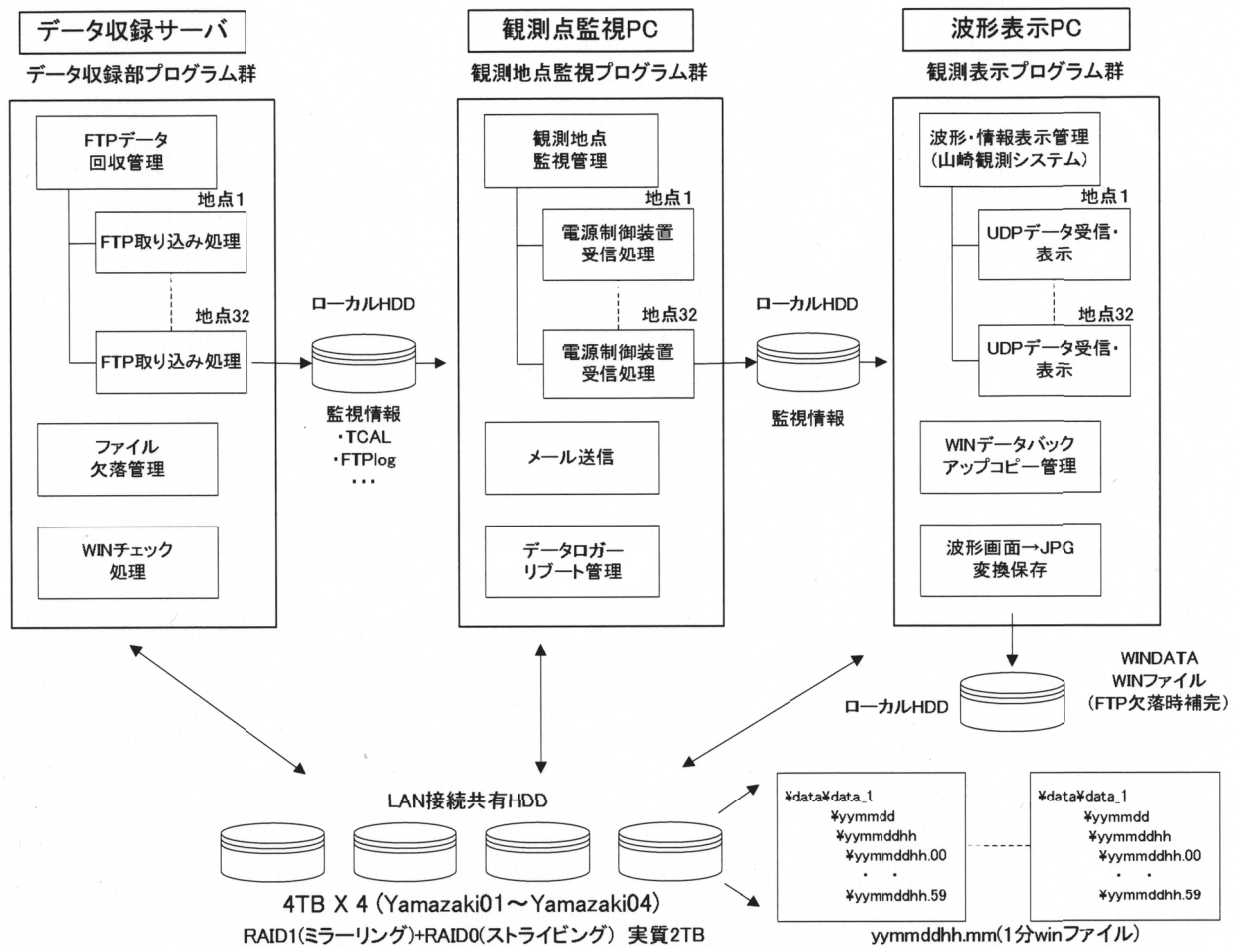 データ収録サーバ
データ収録部プログラム群
FTPデータ
回収管理
地点1
FTP取り込み処理
地点32
FTP取り込み処理
ファイル
欠落管理
WINチェック
処理
ローカルHDD
監視情報
・TCAL
・FTPlog
・・・
観測点監視PC
観測地点監視プログラム群
観測地点
監視管理
地点1
電源制御装置
受信処理
地点32
電源制御装置
受信処理
メール送信
データロガー
リブート管理
ローカルHDD
監視情報
波形表示PC
観測表示プログラム群
波形・情報表示管理
(山崎観測システム)
地点1
UDPデータ受信・
表示
地点32
UDPデータ受信・
表示
WINデータバック
アップコピー管理
波形画面→JPG
変換保存
ローカルHDD
WINDATA
WINファイル
(FTP欠落時補完)
LAN接続共有HDD
4TB X 4 (Yamazaki01～Yamazaki04)
RAID1(ミラーリング)+RAID0(ストライビング) 実質2TB
¥data¥data_1
¥yymmdd
¥yymmddhh
¥yymmddhh.00
・ ・
¥yymmddhh.59
¥data¥data_1
¥yymmdd
¥yymmddhh
¥yymmddhh.00
・ ・
¥yymmddhh.59
yymmddhh.mm(1分winファイル)